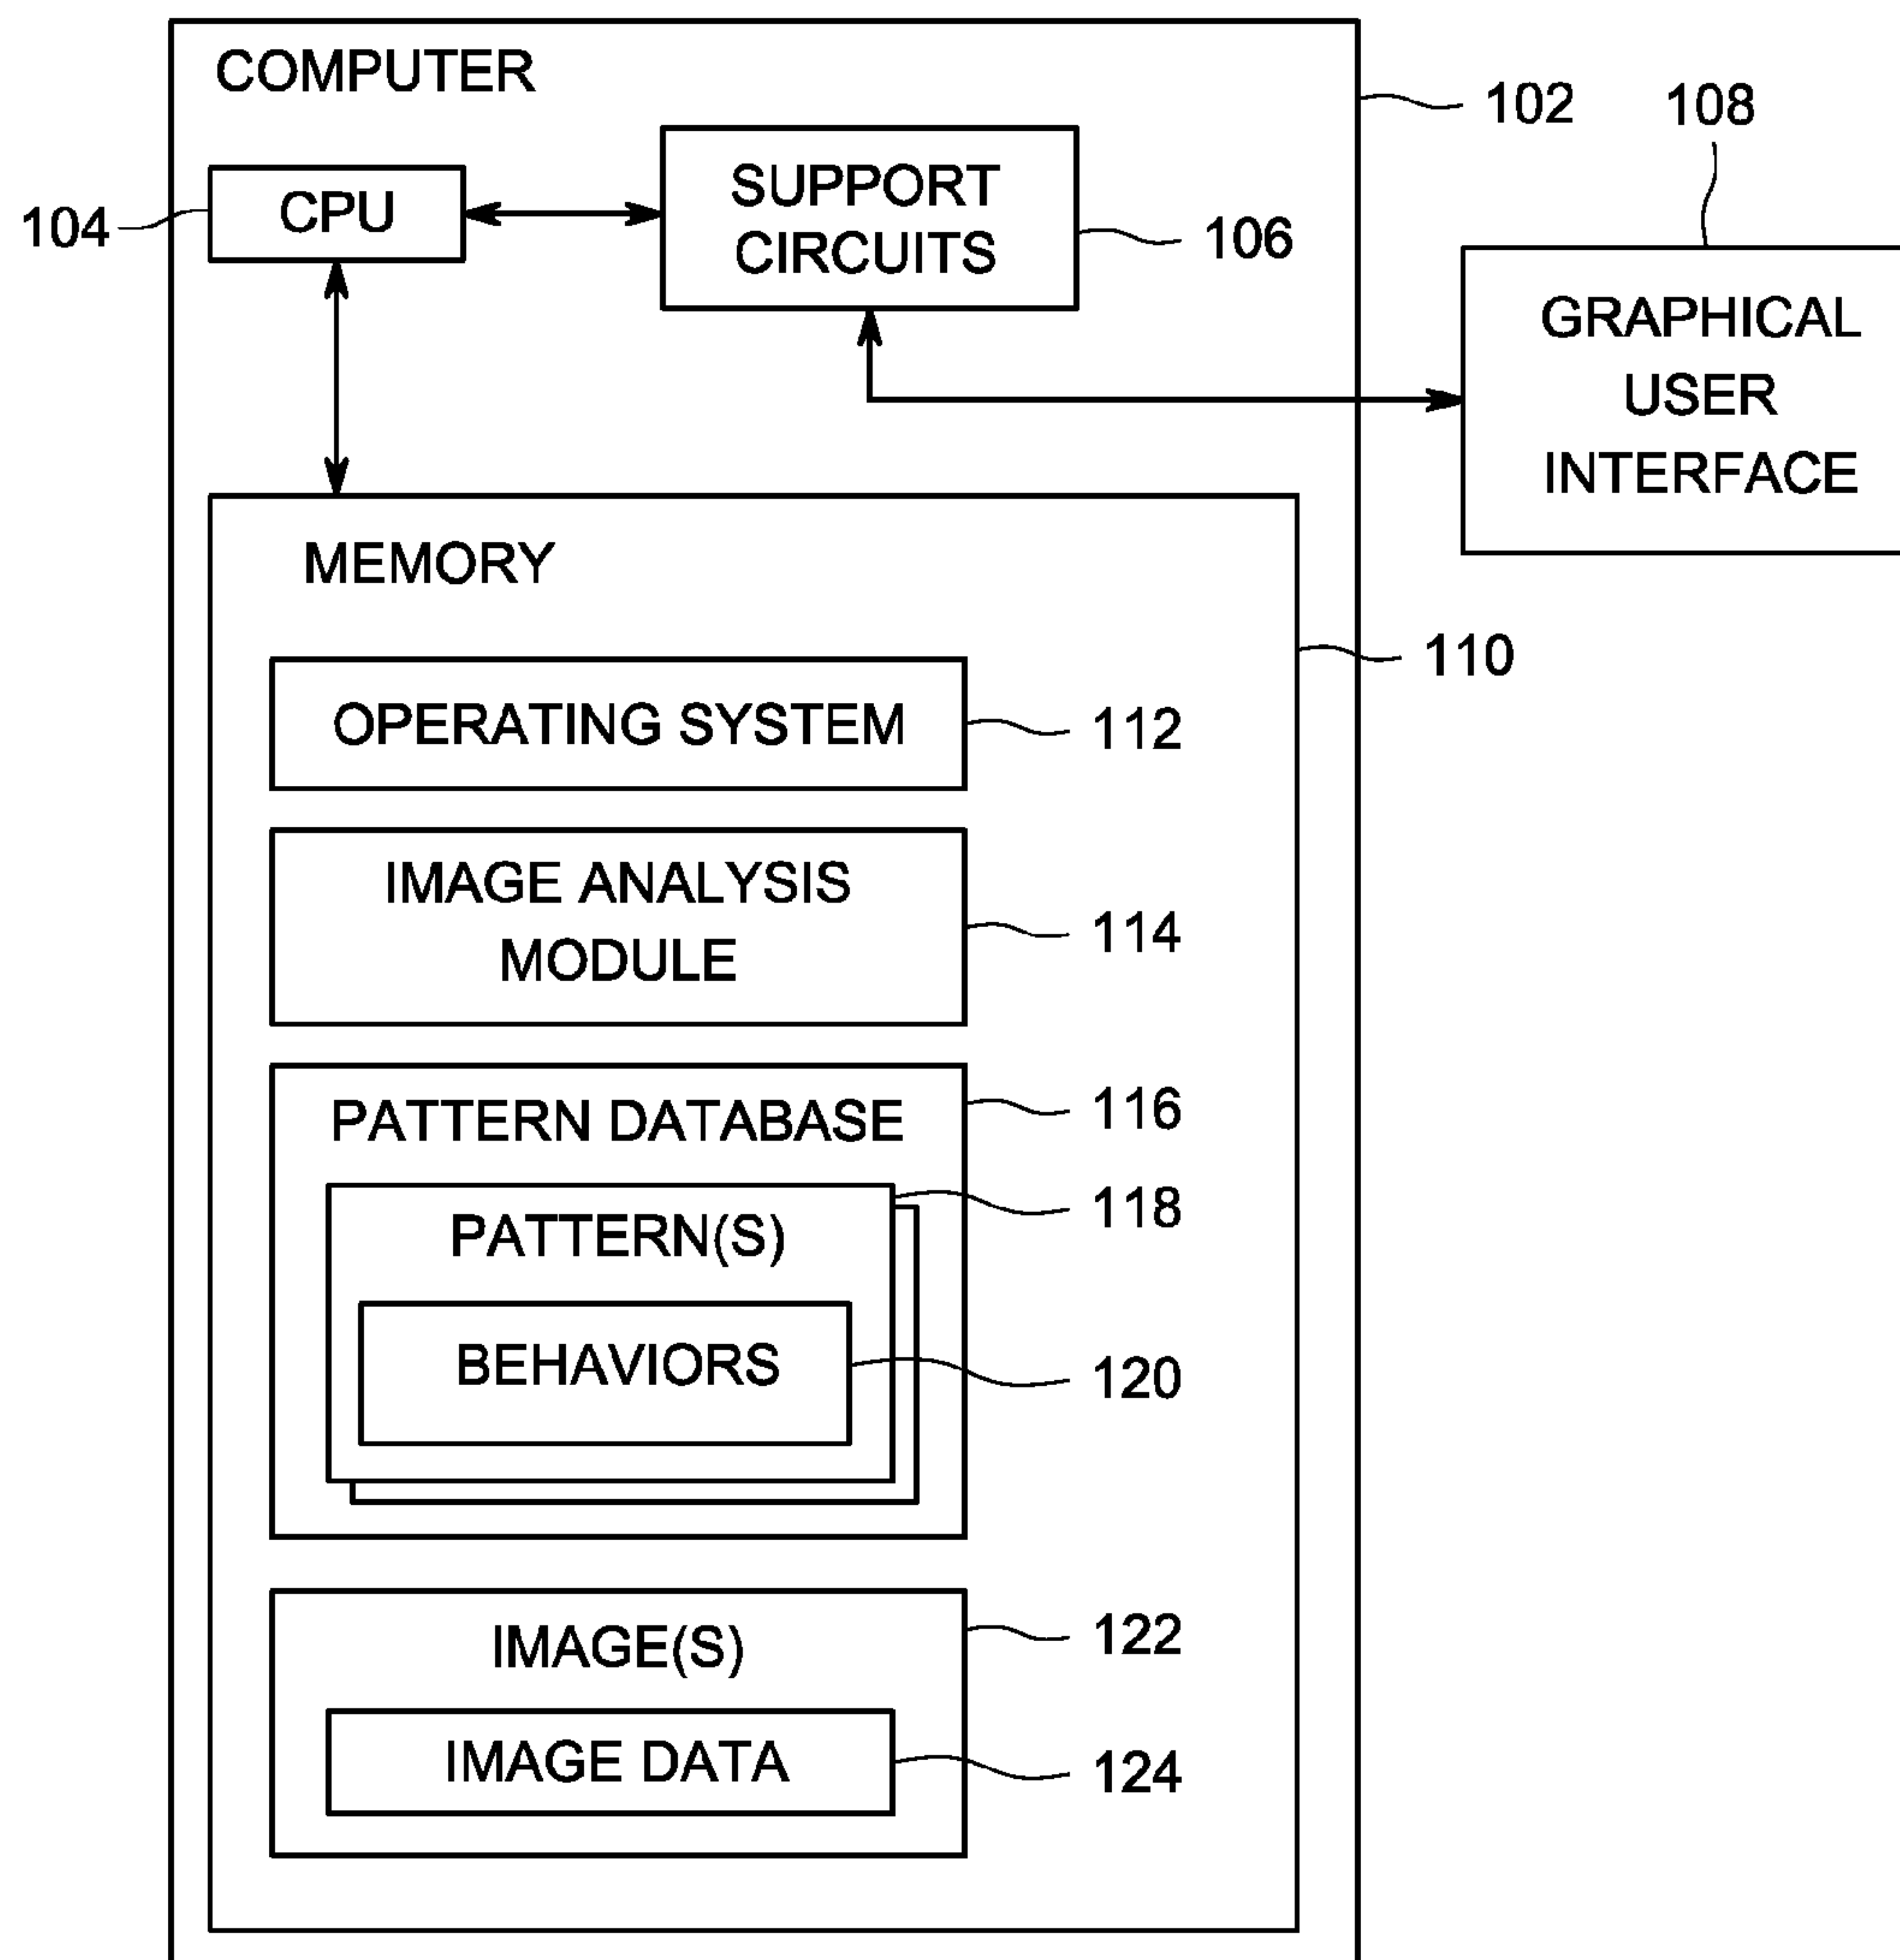 COMPUTER
102
108
104
CPU
SUPPORT
CIRCUITS
106
GRAPHICAL
USER
INTERFACE
MEMORY
110
OPERATING SYSTEM
112
IMAGE ANALYSIS
MODULE
114
PATTERN DATABASE
116
118
PATTERN(S)
BEHAVIORS
120
IMAGE(S)
122
IMAGE DATA
124